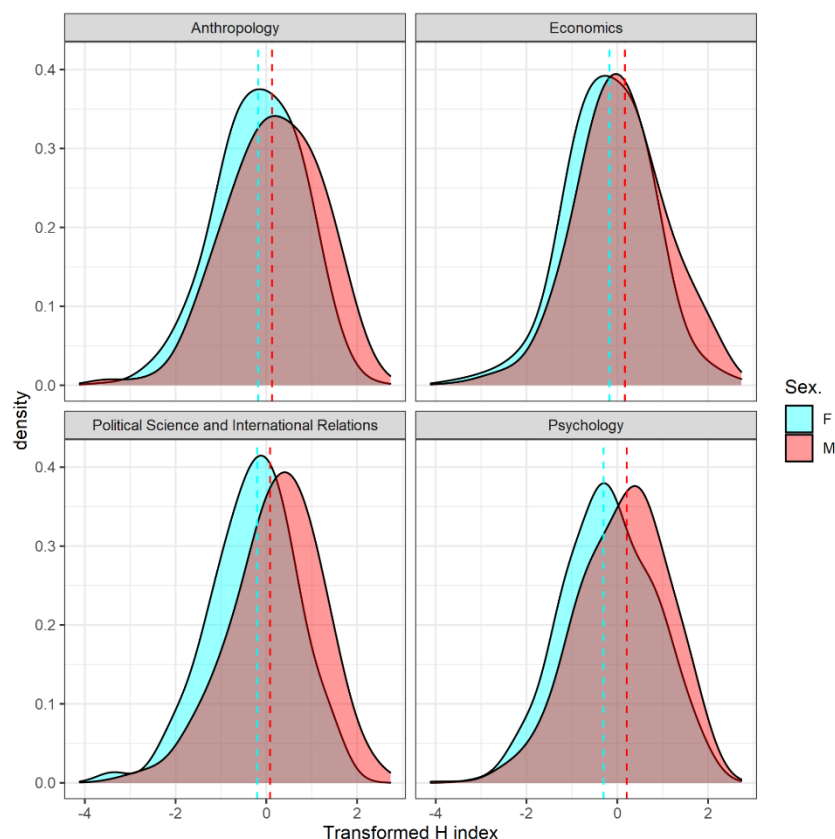 Anthropology
Economics
0.4
0.3
0.2
0.1
0.0
Political Science and International Relations
Psychology
0.4
0.3
0.2
0.1
0.0
density
-4
-2
0
2
-4
-2
0
2
Transformed H index
Sex.
F
M